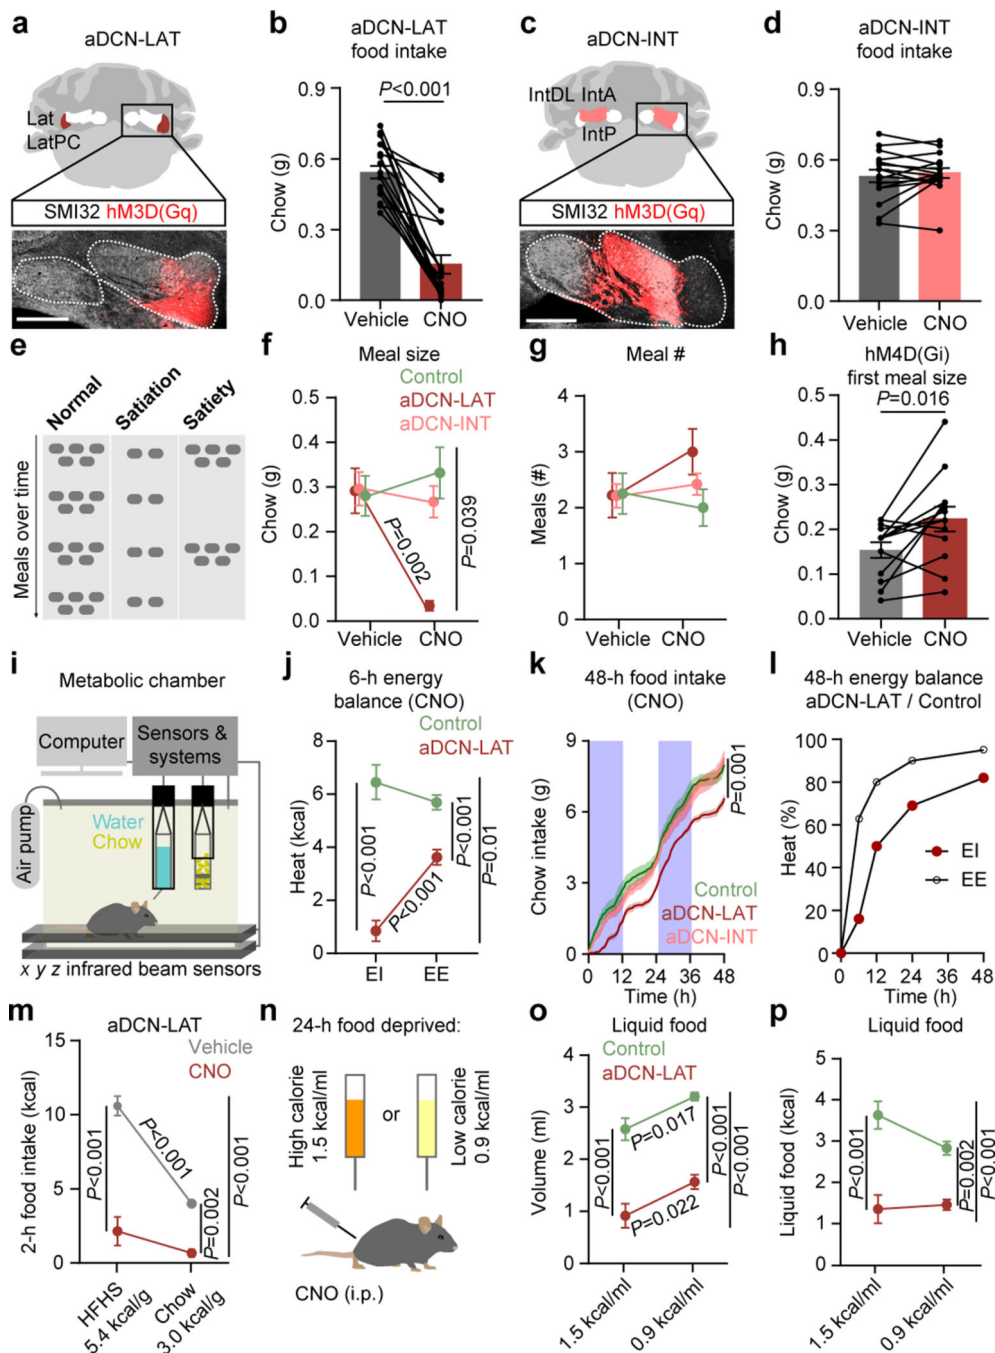 a
aDCN-LAT
Lat
LatPC
SMI32 hM3D(Gq)
b
aDCN-LAT
food intake
P<0.001
Chow (g)
0.9
0.6
0.3
0.0
Vehicle CNO
c
aDCN-INT
IntDL IntA
IntP
SMI32 hM3D(Gq)
d
aDCN-INT
food intake
Chow (g)
0.9
0.6
0.3
0.0
Vehicle CNO
e
Normal
Satiation
Satiety
Meals over time
f
Meal size
Control
aDCN-LAT
aDCN-INT
Chow (g)
0.5
0.4
0.3
0.2
0.1
0.0
P=0.002
P=0.039
Vehicle CNO
g
Meal #
Meals (#)
4
3
2
1
0
Vehicle CNO
h
hM4D(Gi)
first meal size
P=0.016
Chow (g)
0.5
0.4
0.3
0.2
0.1
0.0
Vehicle CNO
i
Metabolic chamber
Computer
Sensors &
systems
Air pump
Water
Chow
x y z infrared beam sensors
j
6-h energy
balance (CNO)
Control
aDCN-LAT
Heat (kcal)
8
6
4
2
0
P<0.001
P<0.001
P<0.001
P=0.01
EI EE
k
48-h food intake
(CNO)
Chow intake (g)
9
6
3
0
P=0.001
Control
aDCN-LAT
aDCN-INT
0 12 24 36 48
Time (h)
l
48-h energy balance
aDCN-LAT / Control
Heat (%)
100
80
60
40
20
0
EI
EE
0 12 24 36 48
Time (h)
m
aDCN-LAT
Vehicle
CNO
2-h food intake (kcal)
15
10
5
0
P<0.001
P<0.001
P=0.002
P<0.001
HFHS
5.4 kcal/g
Chow
3.0 kcal/g
n
24-h food deprived:
High calorie
1.5 kcal/ml
or
Low calorie
0.9 kcal/ml
CNO (i.p.)
o
Liquid food
Control
aDCN-LAT
Volume (ml)
4
3
2
1
0
P<0.001
P=0.017
P=0.022
P<0.001
P<0.001
1.5 kcal/ml
0.9 kcal/ml
p
Liquid food
Liquid food (kcal)
5
4
3
2
1
0
P<0.001
P=0.002
P<0.001
1.5 kcal/ml
0.9 kcal/ml